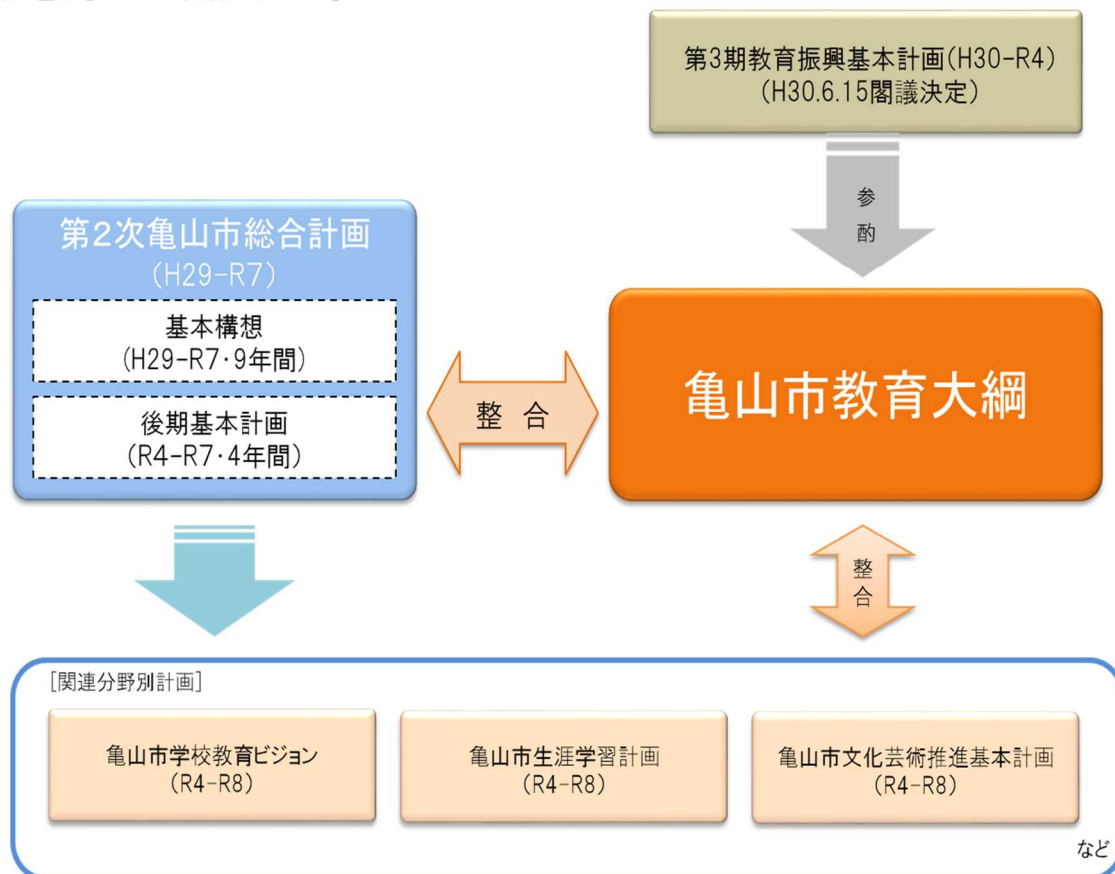 第3期教育振興基本計画(H30-R4)
(H30.6.15閣議決定)
参
酌
第2次亀山市総合計画
(H29-R7)
基本構想
(H29-R7・9年間)
後期基本計画
(R4-R7・4年間)
整 合
亀山市教育大綱
整
合
[関連分野別計画]
亀山市学校教育ビジョン
(R4-R8)
亀山市生涯学習計画
(R4-R8)
亀山市文化芸術推進基本計画
(R4-R8)
など